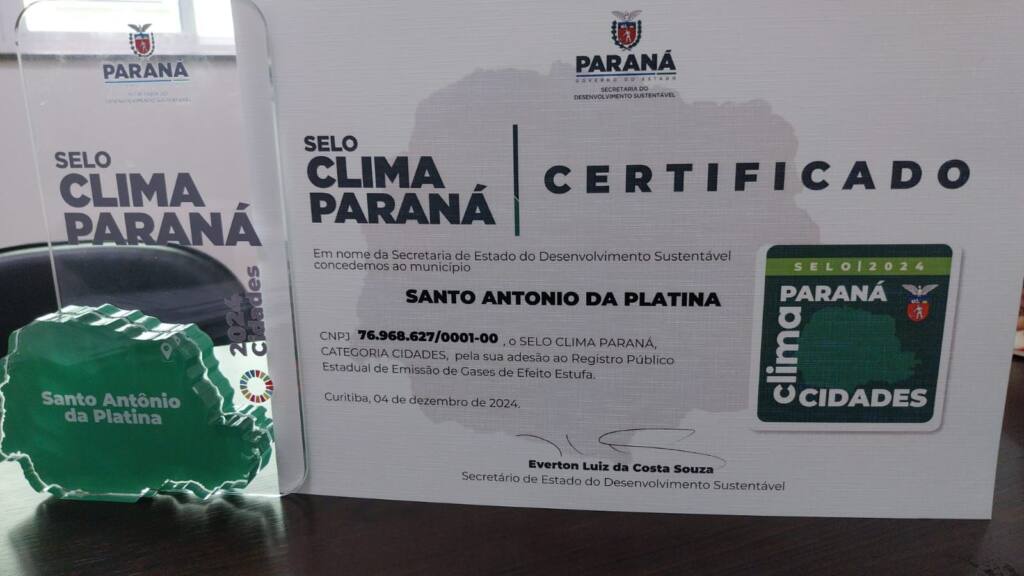 PARANÁ
SELO
CLIMA
PARANÁ
2024
Cidades
Santo Antônio
da Platina
PARANÁ
GOVERNO DO ESTADO
SECRETARIA DO
DESENVOLVIMENTO SUSTENTÁVEL
SELO
CLIMA
PARANÁ
CERTIFICADO
Em nome da Secretaria de Estado do Desenvolvimento Sustentável
concedemos ao município
SANTO ANTONIO DA PLATINA
CNPJ 76.968.627/0001-00 , o SELO CLIMA PARANÁ,
CATEGORIA CIDADES, pela sua adesão ao Registro Público
Estadual de Emissão de Gases de Efeito Estufa.
Curitiba, 04 de dezembro de 2024.
Everton Luiz da Costa Souza
Secretário de Estado do Desenvolvimento Sustentável
SELO | 2024
PARANÁ
clima
CIDADES